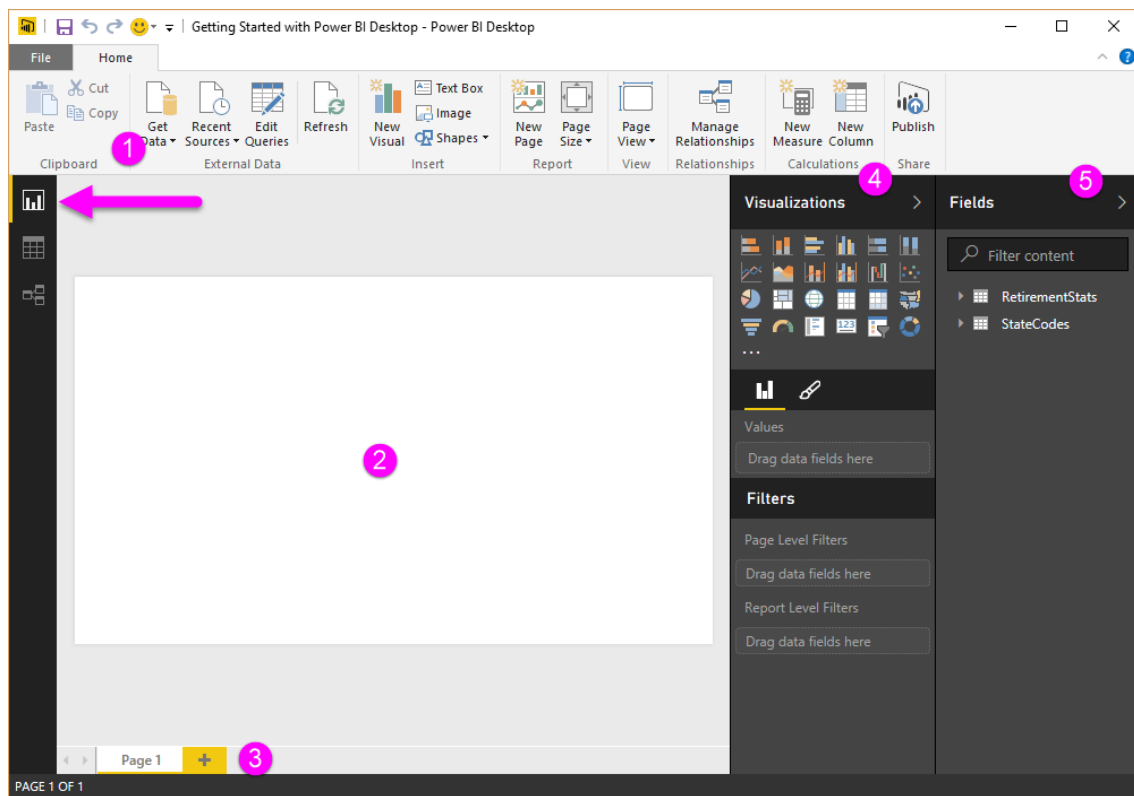 Getting Started with Power BI Desktop - Power BI Desktop
File Home
Cut
Copy
Paste
Get Data
Recent Sources
Edit Queries
Refresh
New Visual
Text Box
Image
Shapes
New Page
Page Size
Page View
Manage Relationships
New Measure
New Column
Publish
1
Clipboard External Data Insert Report View Relationships Calculations Share
4
5
Visualizations
Fields
Filter content
RetirementStats
StateCodes
123
...
Values
Drag data fields here
2
Filters
Page Level Filters
Drag data fields here
Report Level Filters
Drag data fields here
Page 1 + 3
PAGE 1 OF 1